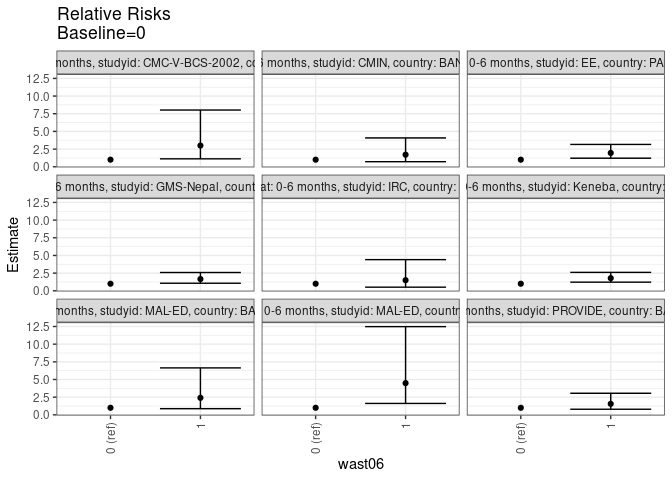 Relative Risks
Baseline=0
months, studyid: CMC-V-BCS-2002, co
6 months, studyid: CMIN, country: BAN
0-6 months, studyid: EE, country: PA
12.5
10.0
7.5
5.0
2.5
0.0
6 months, studyid: GMS-Nepal, count
at: 0-6 months, studyid: IRC, country:
0-6 months, studyid: Keneba, country:
12.5
10.0
7.5
5.0
2.5
0.0
Estimate
months, studyid: MAL-ED, country: BA
0-6 months, studyid: MAL-ED, countr
months, studyid: PROVIDE, country: BA
12.5
10.0
7.5
5.0
2.5
0.0
0 (ref)
1
0 (ref)
1
0 (ref)
1
wast06